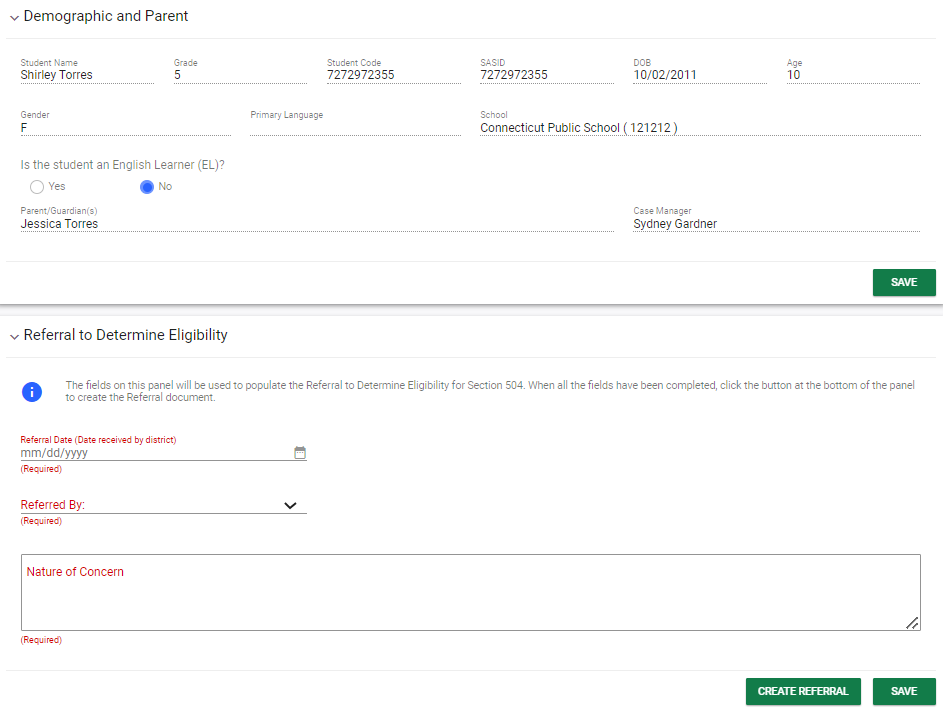 Demographic and Parent
Student Name Grade Student Code SASID DOB Age
Shirley Torres 5 7272972355 7272972355 10/02/2011 10
Gender Primary Language School
F Connecticut Public School ( 121212 )
Is the student an English Learner (EL)?
Yes No
Parent/Guardian(s) Case Manager
Jessica Torres Sydney Gardner
SAVE
Referral to Determine Eligibility
The fields on this panel will be used to populate the Referral to Determine Eligibility for Section 504. When all the fields have been completed, click the button at the bottom of the panel
to create the Referral document.
Referral Date (Date received by district)
mm/dd/yyyy
(Required)
Referred By:
(Required)
Nature of Concern
(Required)
CREATE REFERRAL SAVE